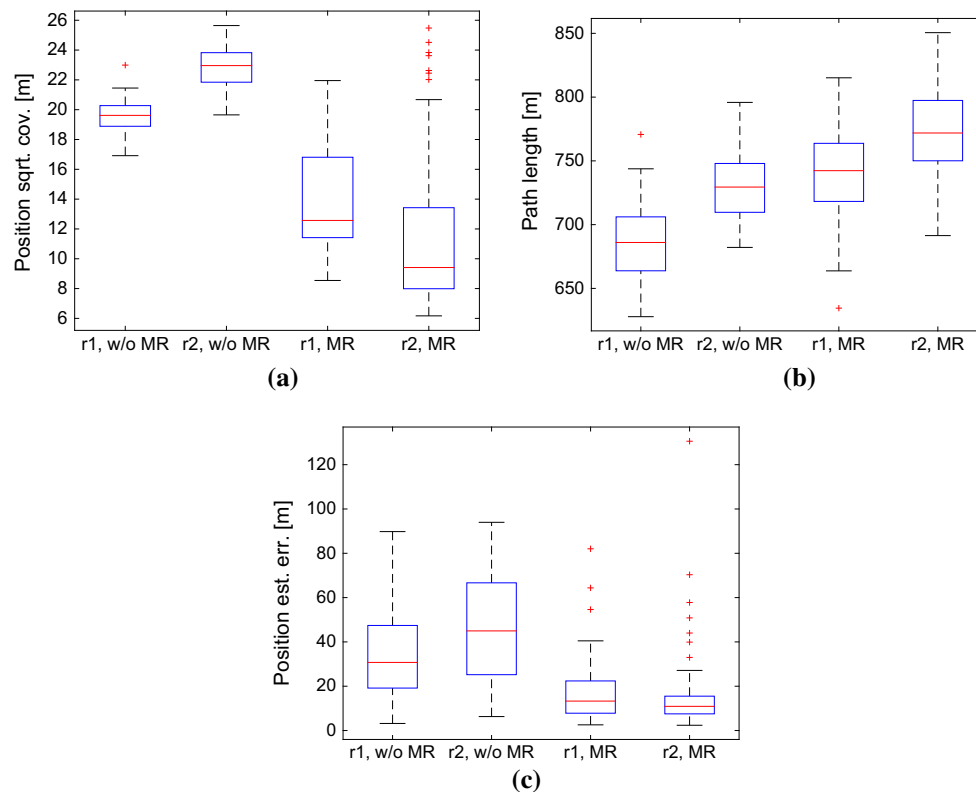 Position sqrt. cov. [m]
26
24
22
20
18
16
14
12
10
8
6
r1, w/o MR r2, w/o MR r1, MR r2, MR
(a)
Path length [m]
850
800
750
700
650
r1, w/o MR r2, w/o MR r1, MR r2, MR
(b)
Position est. err. [m]
120
100
80
60
40
20
0
r1, w/o MR r2, w/o MR r1, MR r2, MR
(c)